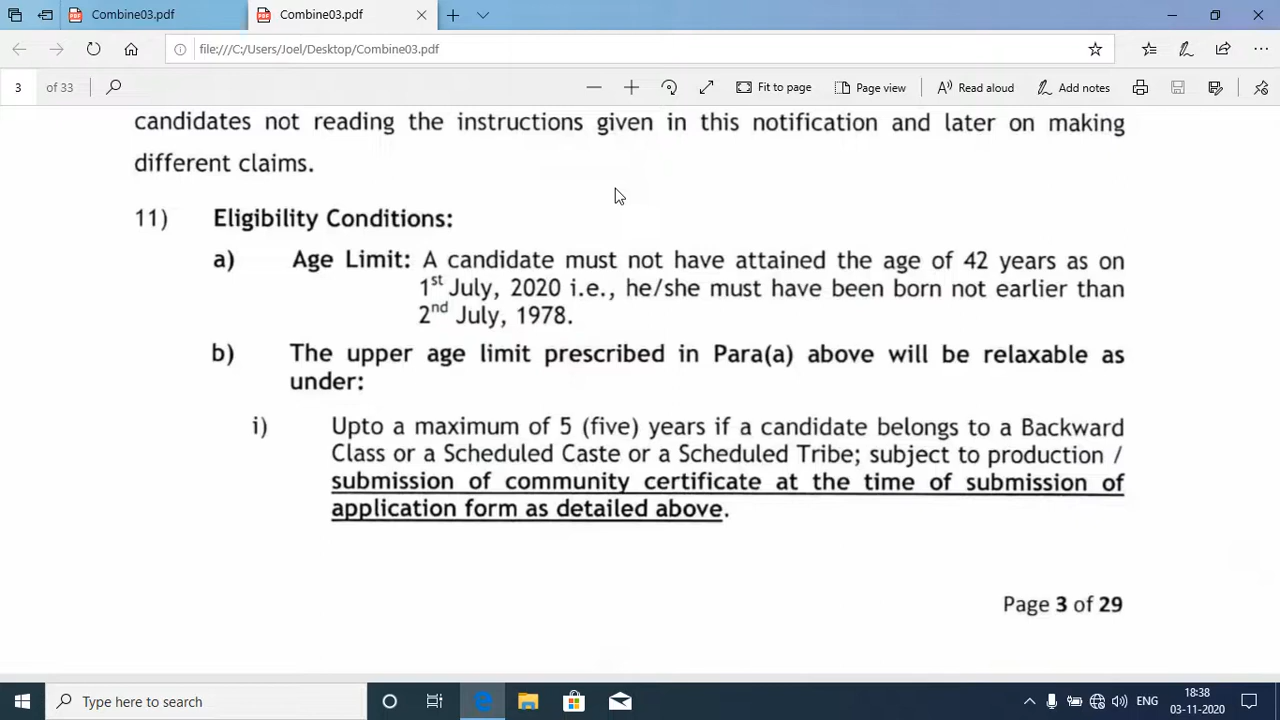 Combine03.pdf
Combine03.pdf
file:///C:/Users/Joel/Desktop/Combine03.pdf
3 of 33
Fit to page
Page view
Read aloud
Add notes
candidates not reading the instructions given in this notification and later on making
different claims.
11) Eligibility Conditions:
a) Age Limit: A candidate must not have attained the age of 42 years as on
1st July, 2020 i.e., he/she must have been born not earlier than
2nd July, 1978.
b) The upper age limit prescribed in Para(a) above will be relaxable as
under:
i) Upto a maximum of 5 (five) years if a candidate belongs to a Backward
Class or a Scheduled Caste or a Scheduled Tribe; subject to production /
submission of community certificate at the time of submission of
application form as detailed above.
Page 3 of 29
Type here to search
ENG
18:38
03-11-2020